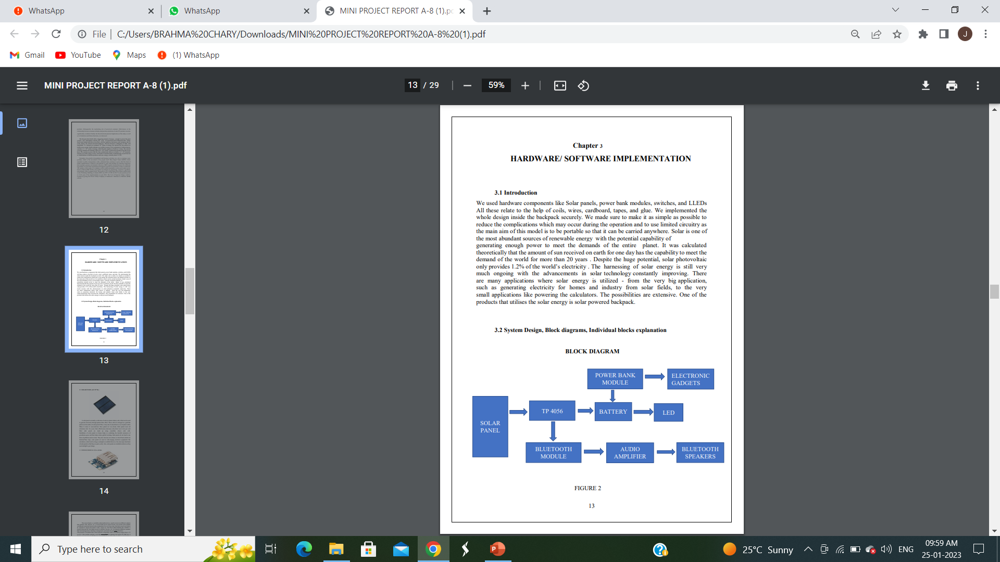 WhatsApp
WhatsApp
MINI PROJECT REPORT A-8 (1).pd
File
C:/Users/BRAHMA%20CHARY/Downloads/MINI%20PROJECT%20REPORT%20A-8%20(1).pdf
J
Gmail
YouTube
Maps
(1) WhatsApp
MINI PROJECT REPORT A-8 (1).pdf
13 / 29
59%
12
13
14
Chapter 3
HARDWARE/ SOFTWARE IMPLEMENTATION
3.1 Introduction
We used hardware components like Solar panels, power bank modules, switches, and LLEDs
All these relate to the help of coils, wires, cardboard, tapes, and glue. We implemented the
whole design inside the backpack securely. We made sure to make it as simple as possible to
reduce the complications which may occur during the operation and to use limited circuitry as
the main aim of this model is to be portable so that it can be carried anywhere. Solar is one of
the most abundant sources of renewable energy with the potential capability of
generating enough power to meet the demands of the entire planet. It was calculated
theoretically that the amount of sun received on earth for one day has the capability to meet the
demand of the world for more than 20 years . Despite the huge potential, solar photovoltaic
only provides 1.2% of the world's electricity . The harnessing of solar energy is still very
much ongoing with the advancements in solar technology constantly improving. There
are many applications where solar energy is utilized - from the very big application,
such as generating electricity for homes and industry from solar fields, to the very
small applications like powering the calculators. The possibilities are extensive. One of the
products that utilises the solar energy is solar powered backpack.
3.2 System Design, Block diagrams, Individual blocks explanation
BLOCK DIAGRAM
POWER BANK
MODULE
ELECTRONIC
GADGETS
SOLAR
PANEL
TP 4056
BATTERY
LED
BLUETOOTH
MODULE
AUDIO
AMPLIFIER
BLUETOOTH
SPEAKERS
FIGURE 2
13
Type here to search
25°C Sunny
ENG
09:59 AM
25-01-2023